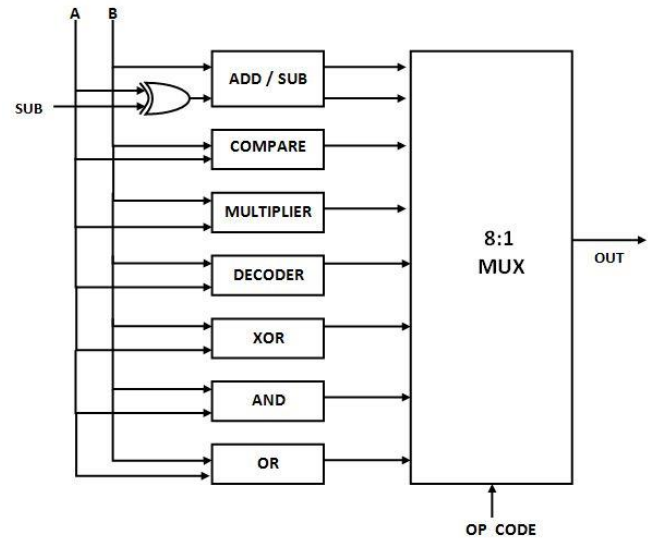 A B
ADD / SUB
SUB
COMPARE
MULTIPLIER
8:1
MUX
OUT
DECODER
XOR
AND
OR
OP CODE